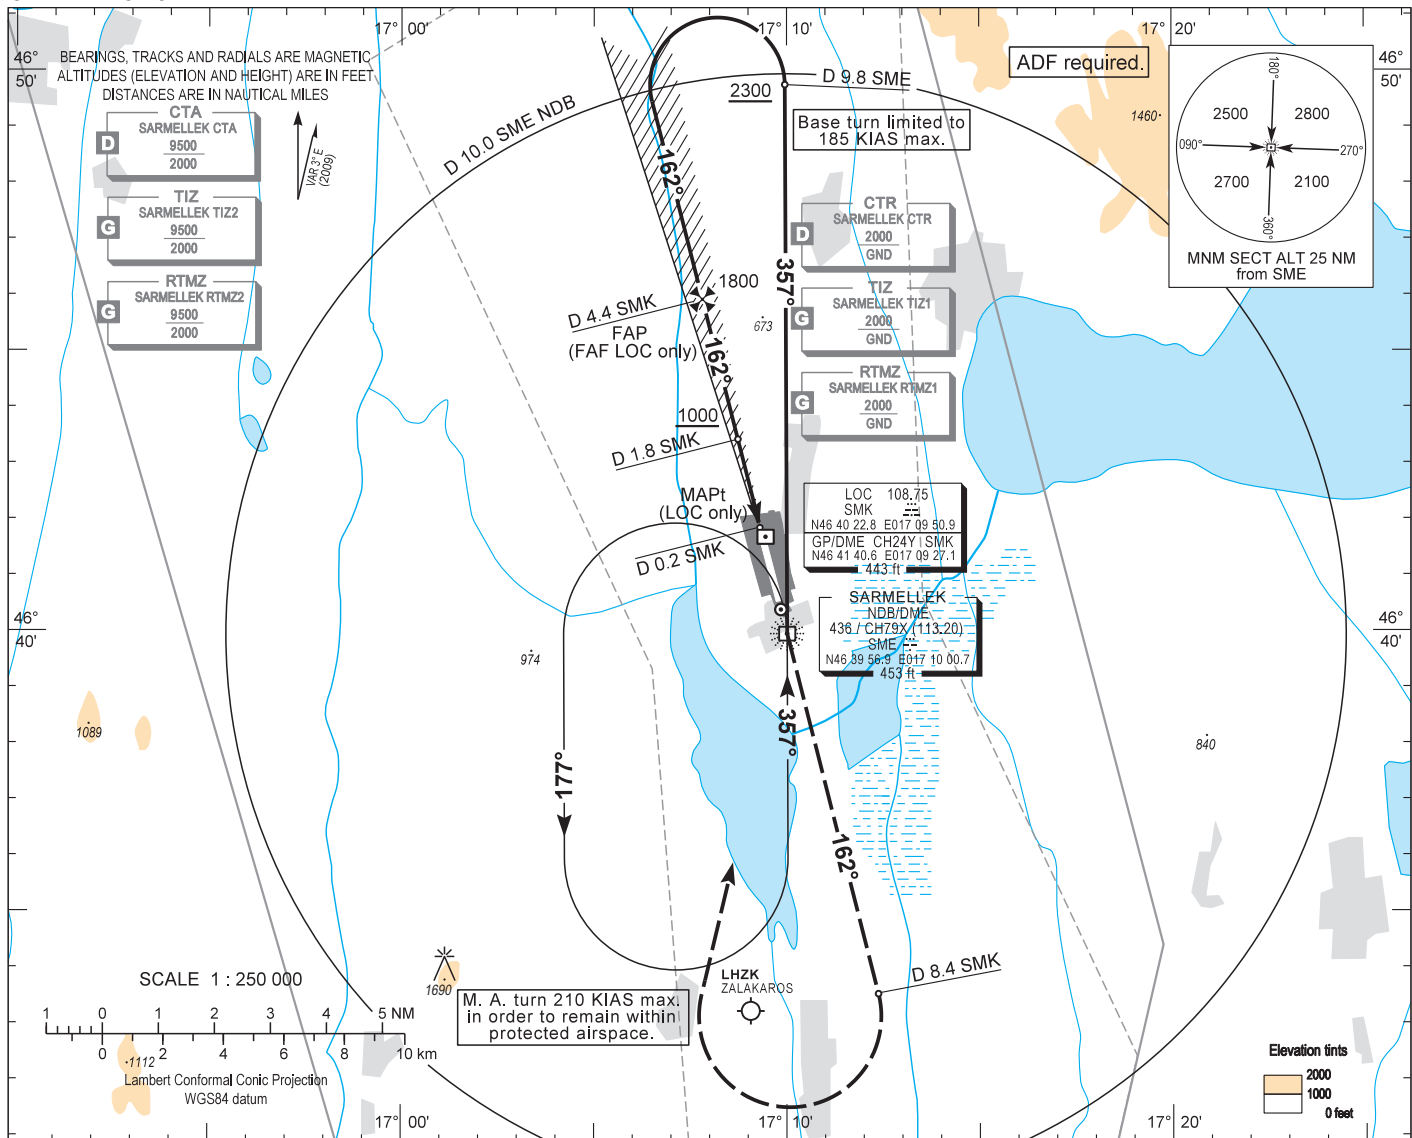 17° 00'
17° 10'
17° 20'
46°
50'
46°
50'
BEARINGS, TRACKS AND RADIALS ARE MAGNETIC
ALTITUDES (ELEVATION AND HEIGHT) ARE IN FEET
DISTANCES ARE IN NAUTICAL MILES
CTA
SARMELLEK CTA
D
9500
2000
TIZ
SARMELLEK TIZ2
G
9500
2000
RTMZ
SARMELLEK RTMZ2
G
9500
2000
VAR 3° E
(2009)
D 10.0 SME NDB
2300
D 9.8 SME
Base turn limited to
185 KIAS max.
ADF required.
1460
180°
2500
2800
090°
270°
2700
2100
360°
MNM SECT ALT 25 NM
from SME
162°
CTR
SARMELLEK CTR
D
2000
GND
357°
TIZ
SARMELLEK TIZ1
G
2000
GND
RTMZ
SARMELLEK RTMZ1
G
2000
GND
1800
673
D 4.4 SMK
FAP
(FAF LOC only)
162°
1000
D 1.8 SMK
MAPt
(LOC only)
D 0.2 SMK
LOC 108.75
SMK
N46 40 22.8 E017 09 50.9
GP/DME CH24Y SMK
N46 41 40.6 E017 09 27.1
443 ft
SARMELLEK
NDB/DME
436 / CH79X (113.20)
SME
N46 39 56.9 E017 10 00.7
453 ft
46°
40'
46°
40'
974
1089
840
177°
357°
162°
D 8.4 SMK
LHZK
ZALAKAROS
1690
M. A. turn 210 KIAS max.
in order to remain within
protected airspace.
SCALE 1 : 250 000
1 0 1 2 3 4 5 NM
0 2 4 6 8 10 km
1112
Lambert Conformal Conic Projection
WGS84 datum
Elevation tints
2000
1000
0 feet
17° 00'
17° 10'
17° 20'